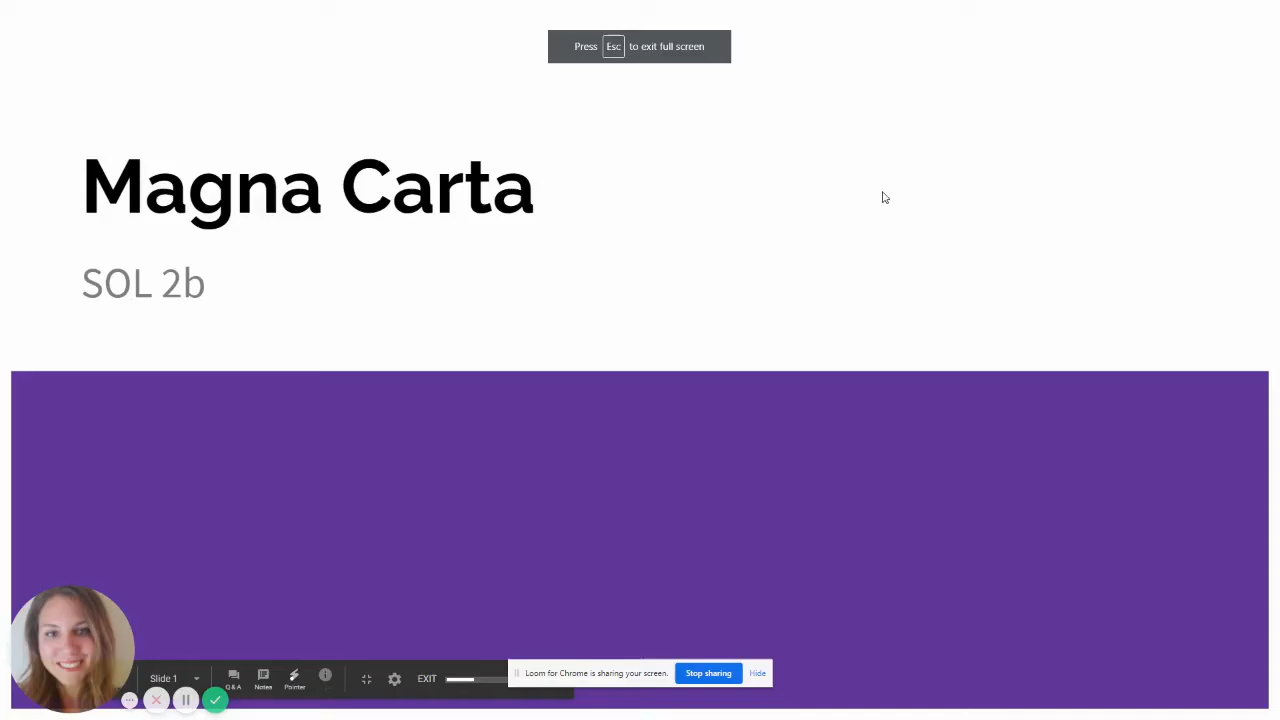 Press Esc to exit full screen
Magna Carta
SOL 2b
Slide 1
Q&A
Notes
Pointer
EXIT
Loom for Chrome is sharing your screen.
Stop sharing
Hide